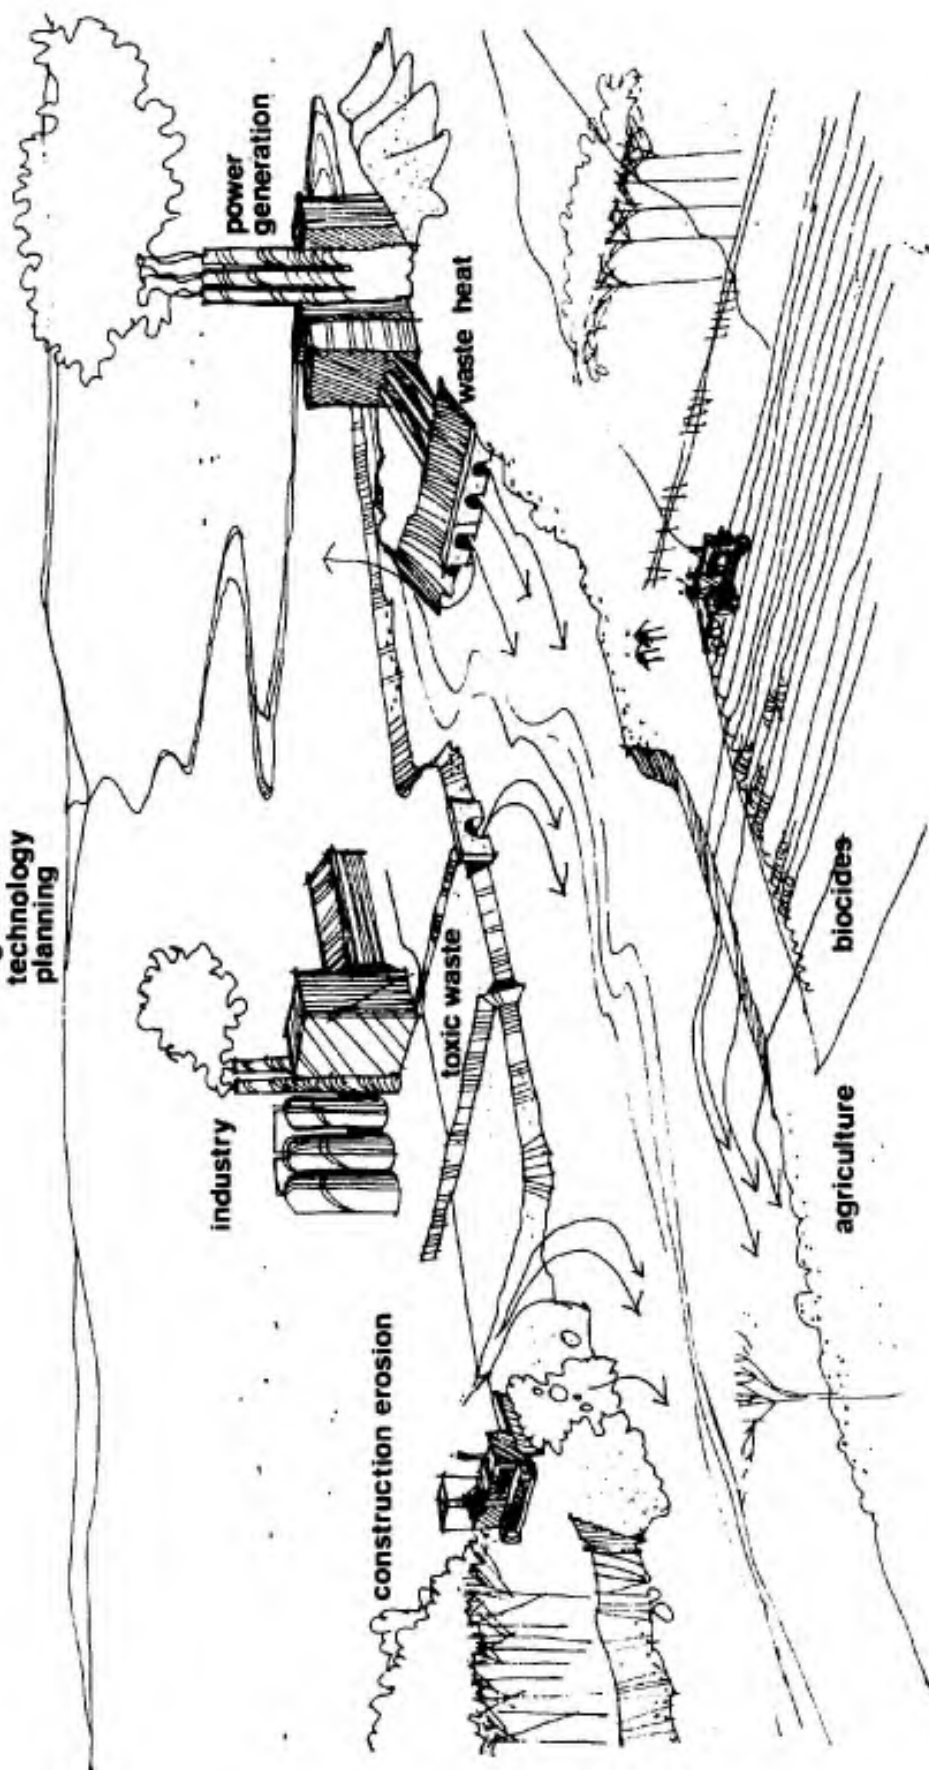 technology
planning
power
generation
industry
waste heat
construction erosion
toxic waste
biocides
agriculture